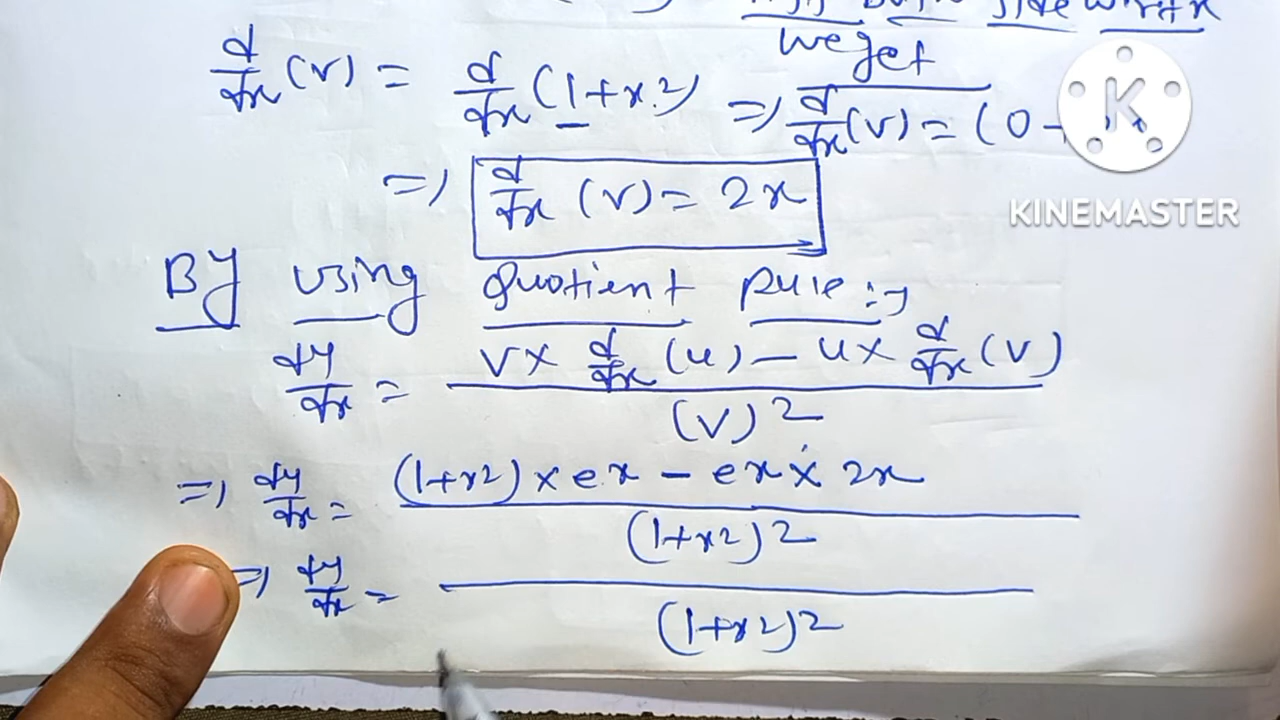 we get
d/dx (v) = d/dx (1+x2) => d/dx (v) = (0+
K
KINEMASTER
=> d/dx (v) = 2x
By using Quotient Rule :-
dy/dx = v× d/dx (u) – u× d/dx (v) / (v)2
=> dy/dx = (1+x2) × ex – ex × 2x / (1+x2)2
=> dy/dx = / (1+x2)2